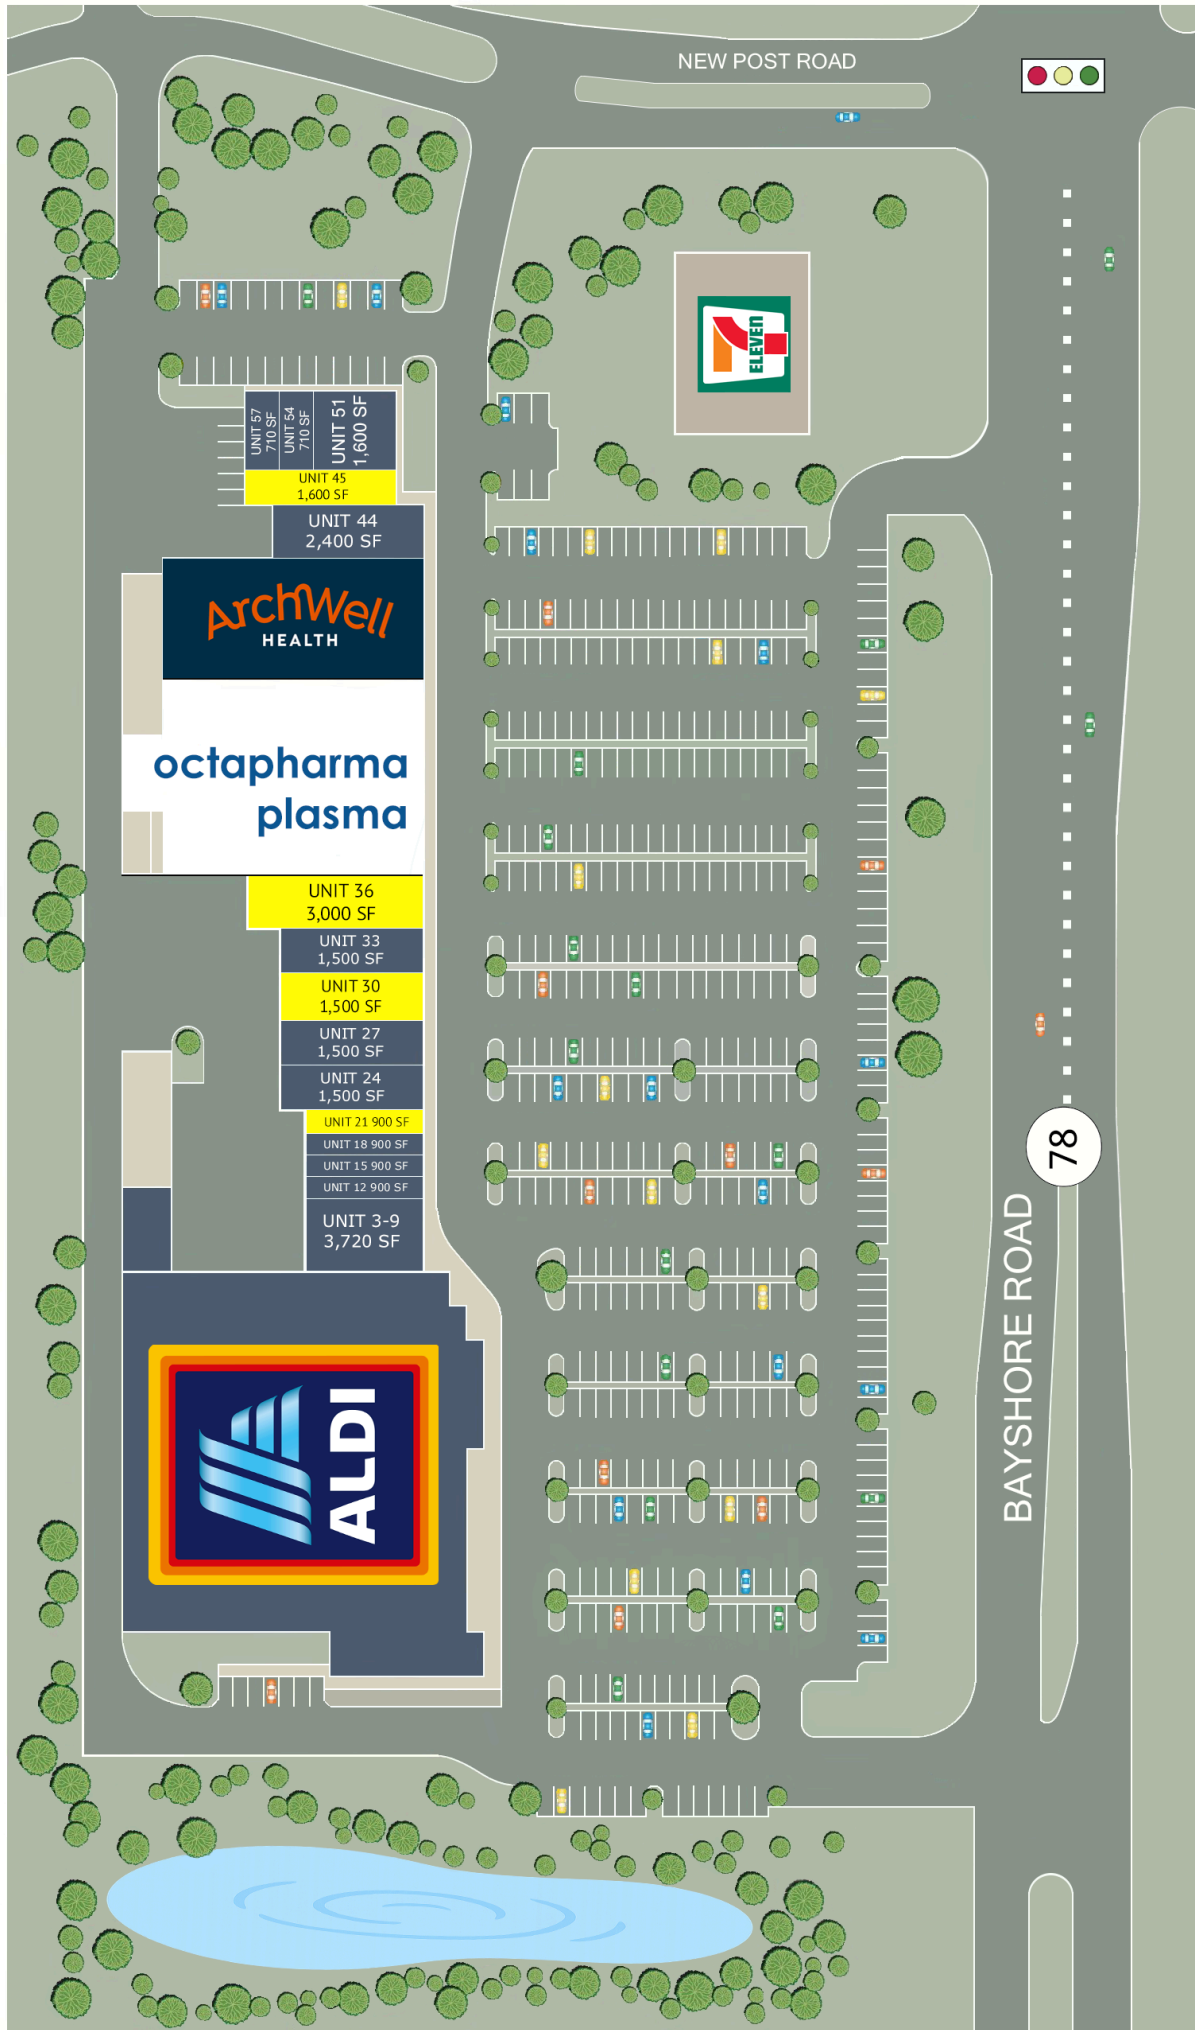 NEW POST ROAD
7
ELEVEN
UNIT 57
710 SF
UNIT 54
710 SF
UNIT 51
1,600 SF
UNIT 45
1,600 SF
UNIT 44
2,400 SF
ArchWell
HEALTH
octapharma
plasma
UNIT 36
3,000 SF
UNIT 33
1,500 SF
UNIT 30
1,500 SF
UNIT 27
1,500 SF
UNIT 24
1,500 SF
UNIT 21 900 SF
UNIT 18 900 SF
UNIT 15 900 SF
UNIT 12 900 SF
UNIT 3-9
3,720 SF
ALDI
78
BAYSHORE ROAD